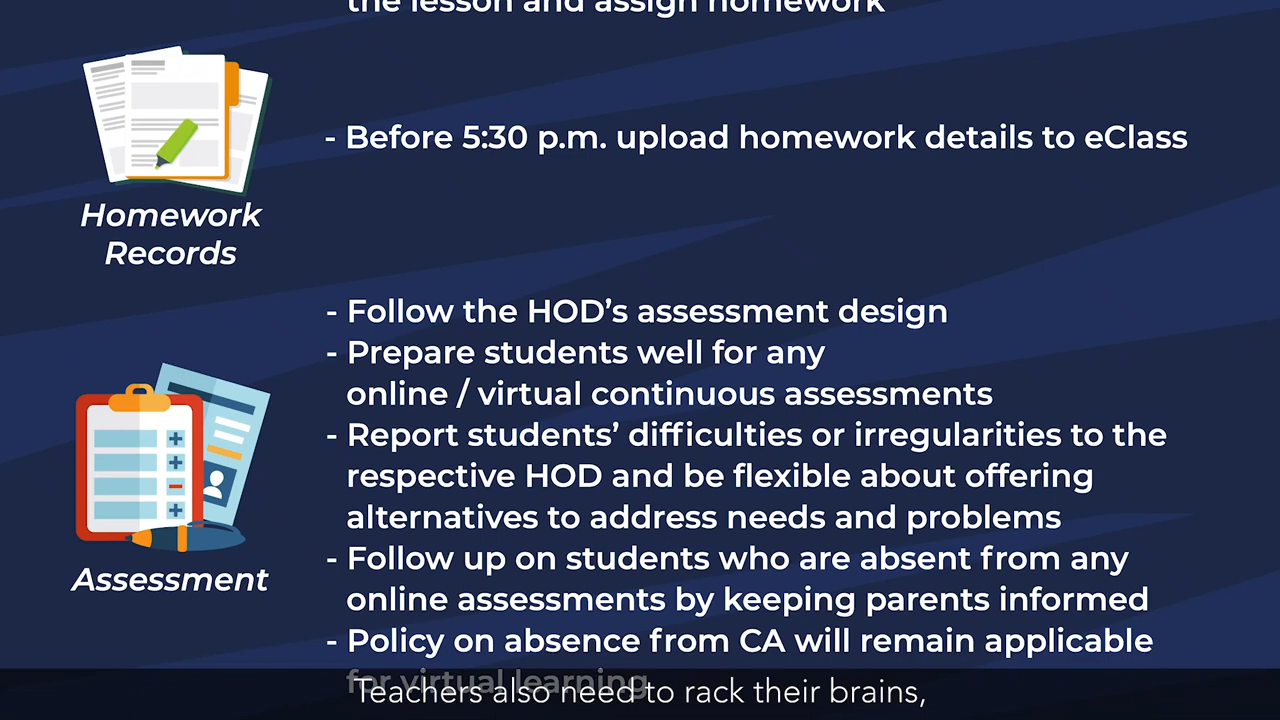 the lesson and assign homework
- Before 5:30 p.m. upload homework details to eClass
Homework
Records
- Follow the HOD’s assessment design
- Prepare students well for any
online / virtual continuous assessments
- Report students’ difficulties or irregularities to the
respective HOD and be flexible about offering
alternatives to address needs and problems
- Follow up on students who are absent from any
online assessments by keeping parents informed
- Policy on absence from CA will remain applicable
for virtual learning
Assessment
Teachers also need to rack their brains,